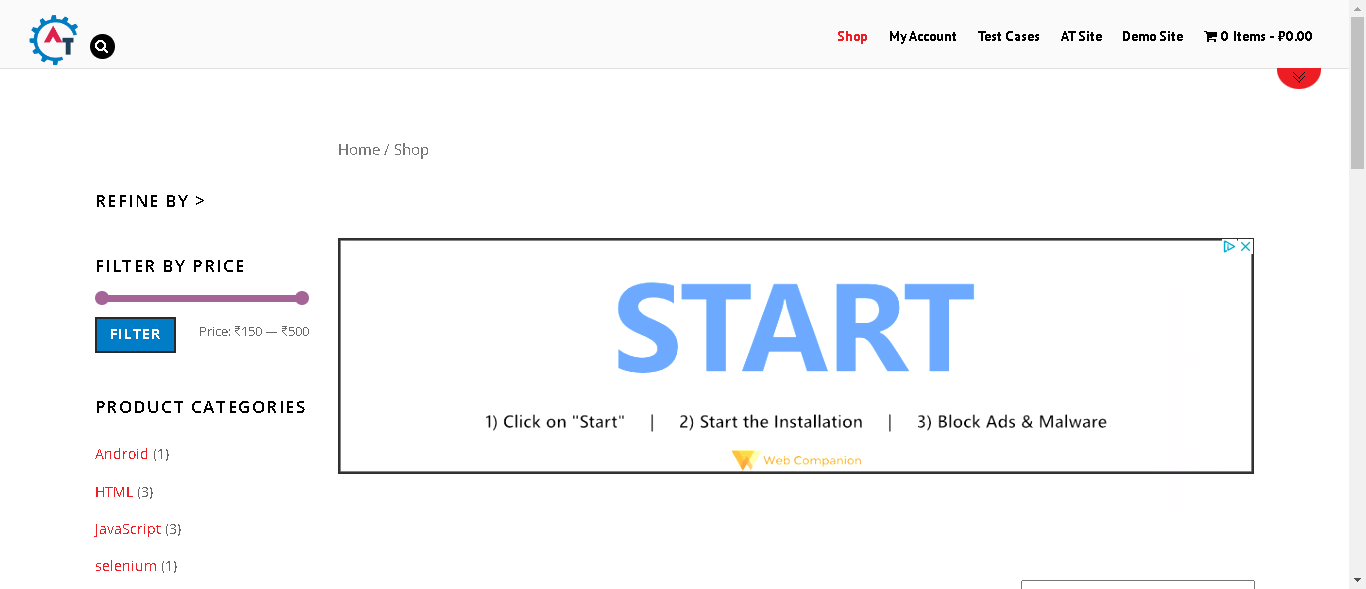 AT
Shop
My Account
Test Cases
AT Site
Demo Site
0 Items - ₽0.00
Home / Shop
REFINE BY >
FILTER BY PRICE
FILTER
Price: ₹150 — ₹500
PRODUCT CATEGORIES
Android (1)
HTML (3)
JavaScript (3)
selenium (1)
START
1) Click on "Start" | 2) Start the Installation | 3) Block Ads & Malware
Web Companion